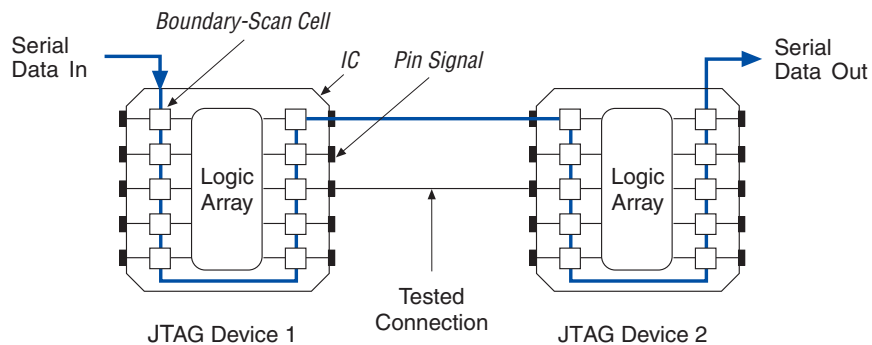 Boundary-Scan Cell
Serial
Data In
IC
Pin Signal
Serial
Data Out
Logic
Array
Logic
Array
Tested
Connection
JTAG Device 1
JTAG Device 2